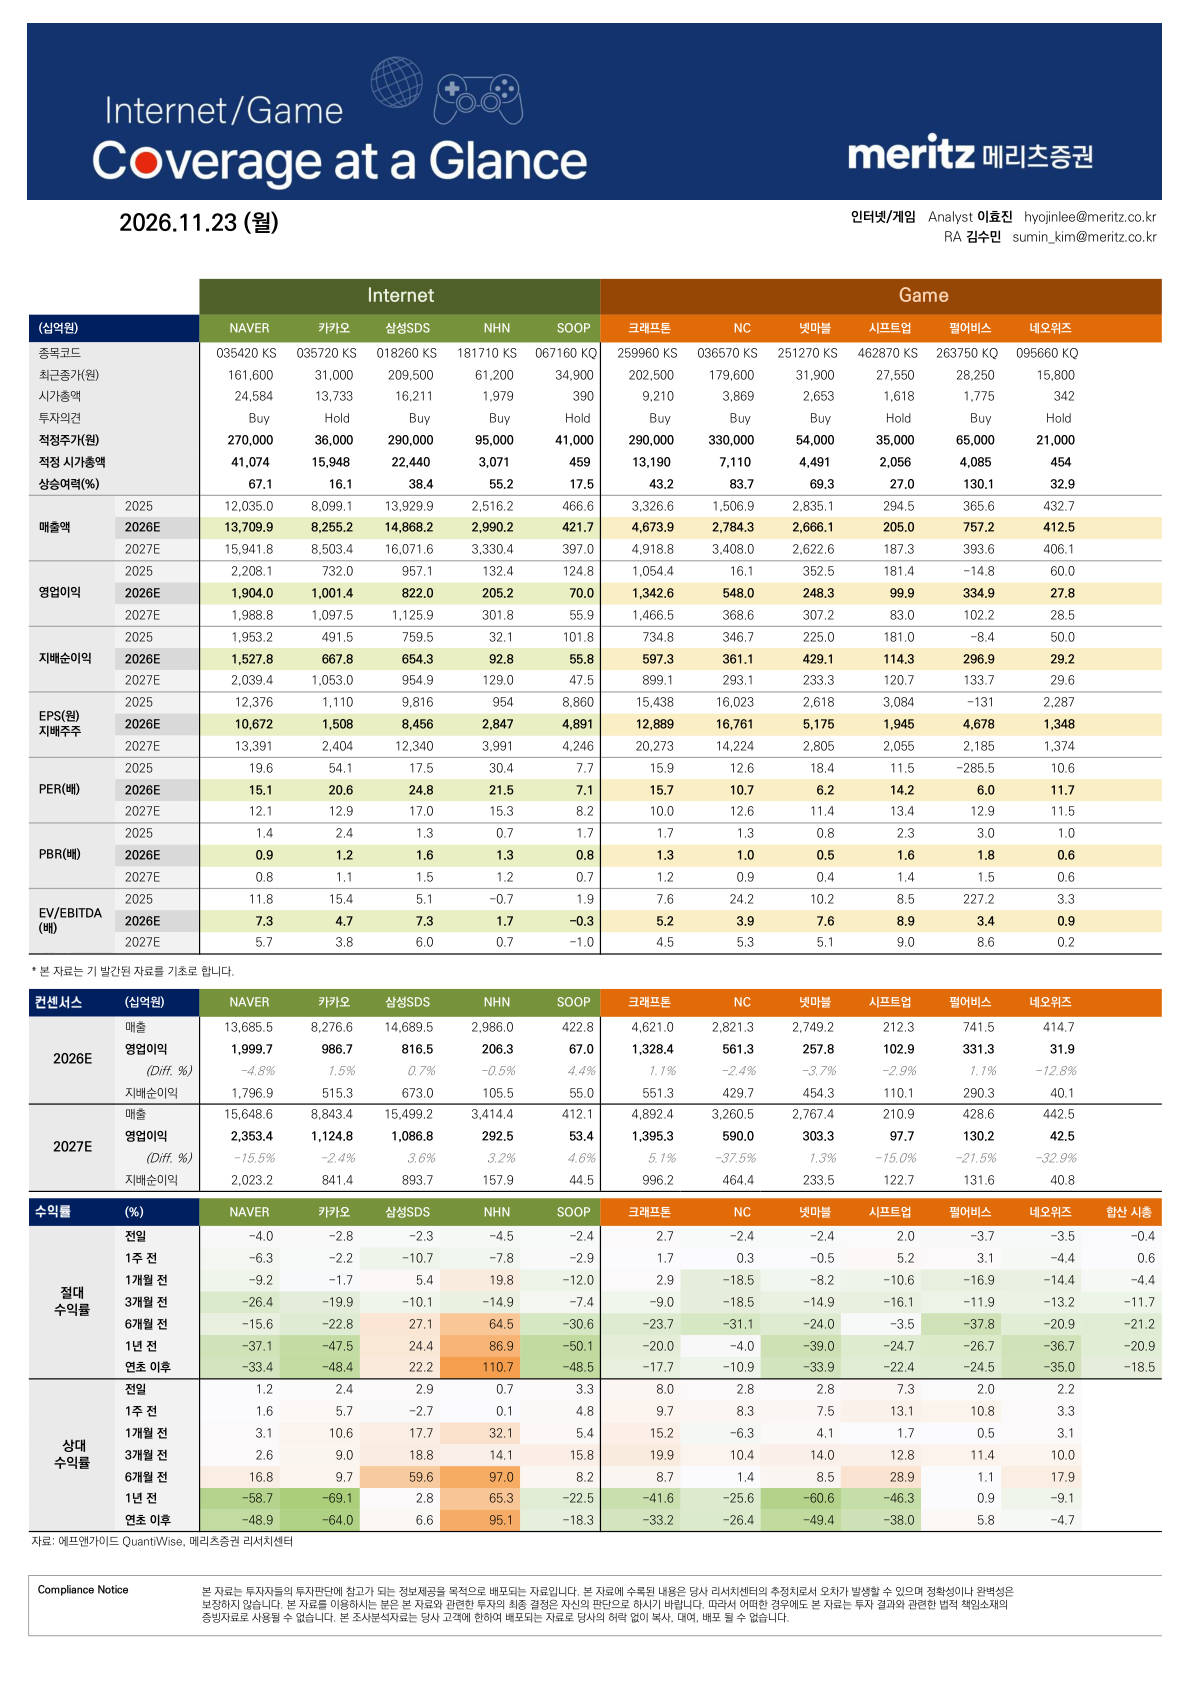 Internet/Game
Coverage at a Glance
meritz 메리츠증권
2026.11.23 (월)
인터넷/게임 Analyst 이효진 hyojinlee@meritz.co.kr
RA 김수민 sumin_kim@meritz.co.kr
Internet Game
(십억원) NAVER 카카오 삼성SDS NHN SOOP 크래프톤 NC 넷마블 시프트업 펄어비스 네오위즈
종목코드 035420 KS 035720 KS 018260 KS 181710 KS 067160 KQ 259960 KS 036570 KS 251270 KS 462870 KS 263750 KQ 095660 KQ
최근종가(원) 161,600 31,000 209,500 61,200 34,900 202,500 179,600 31,900 27,550 28,250 15,800
시가총액 24,584 13,733 16,211 1,979 390 9,210 3,869 2,653 1,618 1,775 342
투자의견 Buy Hold Buy Buy Hold Buy Buy Buy Hold Buy Hold
적정주가(원) 270,000 36,000 290,000 95,000 41,000 290,000 330,000 54,000 35,000 65,000 21,000
적정 시가총액 41,074 15,948 22,440 3,071 459 13,190 7,110 4,491 2,056 4,085 454
상승여력(%) 67.1 16.1 38.4 55.2 17.5 43.2 83.7 69.3 27.0 130.1 32.9
2025 12,035.0 8,099.1 13,929.9 2,516.2 466.6 3,326.6 1,506.9 2,835.1 294.5 365.6 432.7
매출액 2026E 13,709.9 8,255.2 14,868.2 2,990.2 421.7 4,673.9 2,784.3 2,666.1 205.0 757.2 412.5
2027E 15,941.8 8,503.4 16,071.6 3,330.4 397.0 4,918.8 3,408.0 2,622.6 187.3 393.6 406.1
2025 2,208.1 732.0 957.1 132.4 124.8 1,054.4 16.1 352.5 181.4 −14.8 60.0
영업이익 2026E 1,904.0 1,001.4 822.0 205.2 70.0 1,342.6 548.0 248.3 99.9 334.9 27.8
2027E 1,988.8 1,097.5 1,125.9 301.8 55.9 1,466.5 368.6 307.2 83.0 102.2 28.5
2025 1,953.2 491.5 759.5 32.1 101.8 734.8 346.7 225.0 181.0 −8.4 50.0
지배순이익 2026E 1,527.8 667.8 654.3 92.8 55.8 597.3 361.1 429.1 114.3 296.9 29.2
2027E 2,039.4 1,053.0 954.9 129.0 47.5 899.1 293.1 233.3 120.7 133.7 29.6
2025 12,376 1,110 9,816 954 8,860 15,438 16,023 2,618 3,084 −131 2,287
EPS(원) 지배주주 2026E 10,672 1,508 8,456 2,847 4,891 12,889 16,761 5,175 1,945 4,678 1,348
2027E 13,391 2,404 12,340 3,991 4,246 20,273 14,224 2,805 2,055 2,185 1,374
2025 19.6 54.1 17.5 30.4 7.7 15.9 12.6 18.4 11.5 −285.5 10.6
PER(배) 2026E 15.1 20.6 24.8 21.5 7.1 15.7 10.7 6.2 14.2 6.0 11.7
2027E 12.1 12.9 17.0 15.3 8.2 10.0 12.6 11.4 13.4 12.9 11.5
2025 1.4 2.4 1.3 0.7 1.7 1.7 1.3 0.8 2.3 3.0 1.0
PBR(배) 2026E 0.9 1.2 1.6 1.3 0.8 1.3 1.0 0.5 1.6 1.8 0.6
2027E 0.8 1.1 1.5 1.2 0.7 1.2 0.9 0.4 1.4 1.5 0.6
2025 11.8 15.4 5.1 −0.7 1.9 7.6 24.2 10.2 8.5 227.2 3.3
EV/EBITDA (배) 2026E 7.3 4.7 7.3 1.7 −0.3 5.2 3.9 7.6 8.9 3.4 0.9
2027E 5.7 3.8 6.0 0.7 −1.0 4.5 5.3 5.1 9.0 8.6 0.2
* 본 자료는 기 발간된 자료를 기초로 합니다.
컨센서스 (십억원) NAVER 카카오 삼성SDS NHN SOOP 크래프톤 NC 넷마블 시프트업 펄어비스 네오위즈
매출 13,685.5 8,276.6 14,689.5 2,986.0 422.8 4,621.0 2,821.3 2,749.2 212.3 741.5 414.7
2026E 영업이익 1,999.7 986.7 816.5 206.3 67.0 1,328.4 561.3 257.8 102.9 331.3 31.9
(Diff. %) −4.8% 1.5% 0.7% −0.5% 4.4% 1.1% −2.4% −3.7% −2.9% 1.1% −12.8%
지배순이익 1,796.9 515.3 673.0 105.5 55.0 551.3 429.7 454.3 110.1 290.3 40.1
매출 15,648.6 8,843.4 15,499.2 3,414.4 412.1 4,892.4 3,260.5 2,767.4 210.9 428.6 442.5
2027E 영업이익 2,353.4 1,124.8 1,086.8 292.5 53.4 1,395.3 590.0 303.3 97.7 130.2 42.5
(Diff. %) −15.5% −2.4% 3.6% 3.2% 4.6% 5.1% −37.5% 1.3% −15.0% −21.5% −32.9%
지배순이익 2,023.2 841.4 893.7 157.9 44.5 996.2 464.4 233.5 122.7 131.6 40.8
수익률 (%) NAVER 카카오 삼성SDS NHN SOOP 크래프톤 NC 넷마블 시프트업 펄어비스 네오위즈 합산 시총
전일 −4.0 −2.8 −2.3 −4.5 −2.4 2.7 −2.4 −2.4 2.0 −3.7 −3.5 −0.4
1주 전 −6.3 −2.2 −10.7 −7.8 −2.9 1.7 0.3 −0.5 5.2 3.1 −4.4 0.6
1개월 전 −9.2 −1.7 5.4 19.8 −12.0 2.9 −18.5 −8.2 −10.6 −16.9 −14.4 −4.4
절대 수익률 3개월 전 −26.4 −19.9 −10.1 −14.9 −7.4 −9.0 −18.5 −14.9 −16.1 −11.9 −13.2 −11.7
6개월 전 −15.6 −22.8 27.1 64.5 −30.6 −23.7 −31.1 −24.0 −3.5 −37.8 −20.9 −21.2
1년 전 −37.1 −47.5 24.4 86.9 −50.1 −20.0 −4.0 −39.0 −24.7 −26.7 −36.7 −20.9
연초 이후 −33.4 −48.4 22.2 110.7 −48.5 −17.7 −10.9 −33.9 −22.4 −24.5 −35.0 −18.5
전일 1.2 2.4 2.9 0.7 3.3 8.0 2.8 2.8 7.3 2.0 2.2
1주 전 1.6 5.7 −2.7 0.1 4.8 9.7 8.3 7.5 13.1 10.8 3.3
1개월 전 3.1 10.6 17.7 32.1 5.4 15.2 −6.3 4.1 1.7 0.5 3.1
상대 수익률 3개월 전 2.6 9.0 18.8 14.1 15.8 19.9 10.4 14.0 12.8 11.4 10.0
6개월 전 16.8 9.7 59.6 97.0 8.2 8.7 1.4 8.5 28.9 1.1 17.9
1년 전 −58.7 −69.1 2.8 65.3 −22.5 −41.6 −25.6 −60.6 −46.3 0.9 −9.1
연초 이후 −48.9 −64.0 6.6 95.1 −18.3 −33.2 −26.4 −49.4 −38.0 5.8 −4.7
자료: 에프앤가이드 QuantiWise, 메리츠증권 리서치센터
Compliance Notice 본 자료는 투자자들의 투자판단에 참고가 되는 정보제공을 목적으로 배포되는 자료입니다. 본 자료에 수록된 내용은 당사 리서치센터의 추정치로서 오차가 발생할 수 있으며 정확성이나 완벽성은
보장하지 않습니다. 본 자료를 이용하시는 분은 본 자료와 관련한 투자의 최종 결정은 자신의 판단으로 하시기 바랍니다. 따라서 어떠한 경우에도 본 자료는 투자 결과와 관련한 법적 책임소재의
증빙자료로 사용될 수 없습니다. 본 조사분석자료는 당사 고객에 한하여 배포되는 자료로 당사의 허락 없이 복사, 대여, 배포 될 수 없습니다.